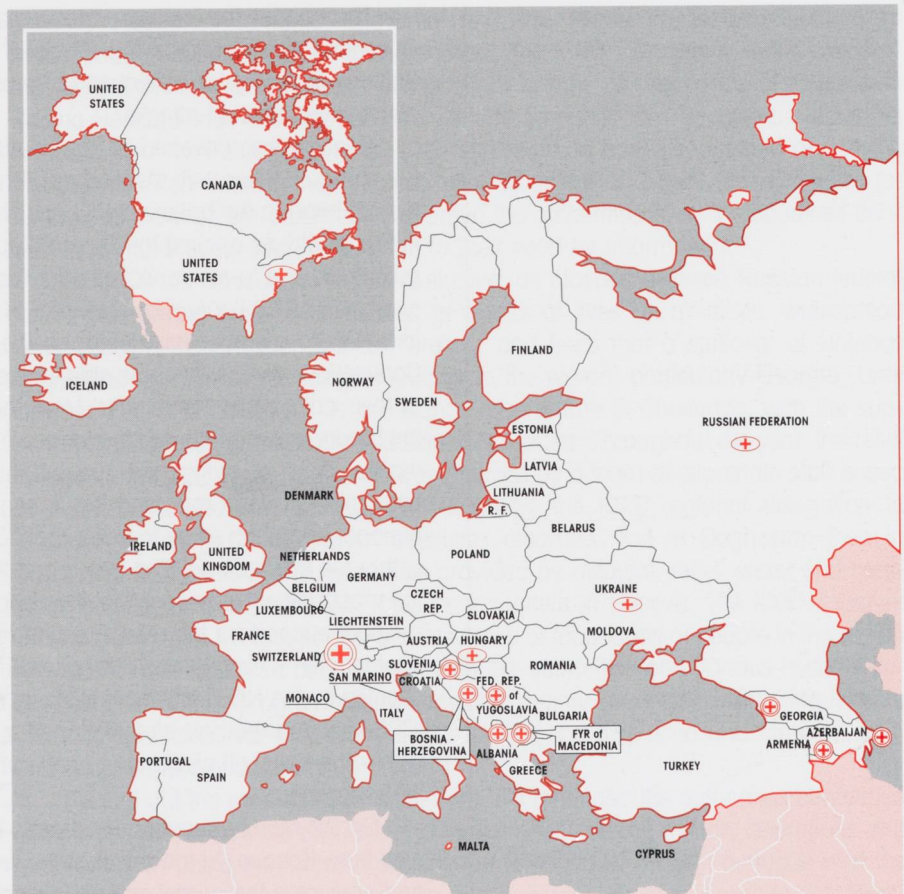 UNITED
STATES
CANADA
UNITED
STATES
ICELAND
NORWAY
SWEDEN
FINLAND
RUSSIAN FEDERATION
ESTONIA
LATVIA
LITHUANIA
R. F.
DENMARK
BELARUS
IRELAND
UNITED
KINGDOM
NETHERLANDS
POLAND
GERMANY
BELGIUM
CZECH
REP.
UKRAINE
LUXEMBOURG
SLOVAKIA
LIECHTENSTEIN
FRANCE
AUSTRIA
HUNGARY
MOLDOVA
SWITZERLAND
SLOVENIA
ROMANIA
SAN MARINO
CROATIA
FED. REP.
of
YUGOSLAVIA
MONACO
ITALY
BULGARIA
GEORGIA
BOSNIA -
HERZEGOVINA
FYR of
MACEDONIA
AZERBAIJAN
ARMENIA
ALBANIA
PORTUGAL
SPAIN
GREECE
TURKEY
MALTA
CYPRUS